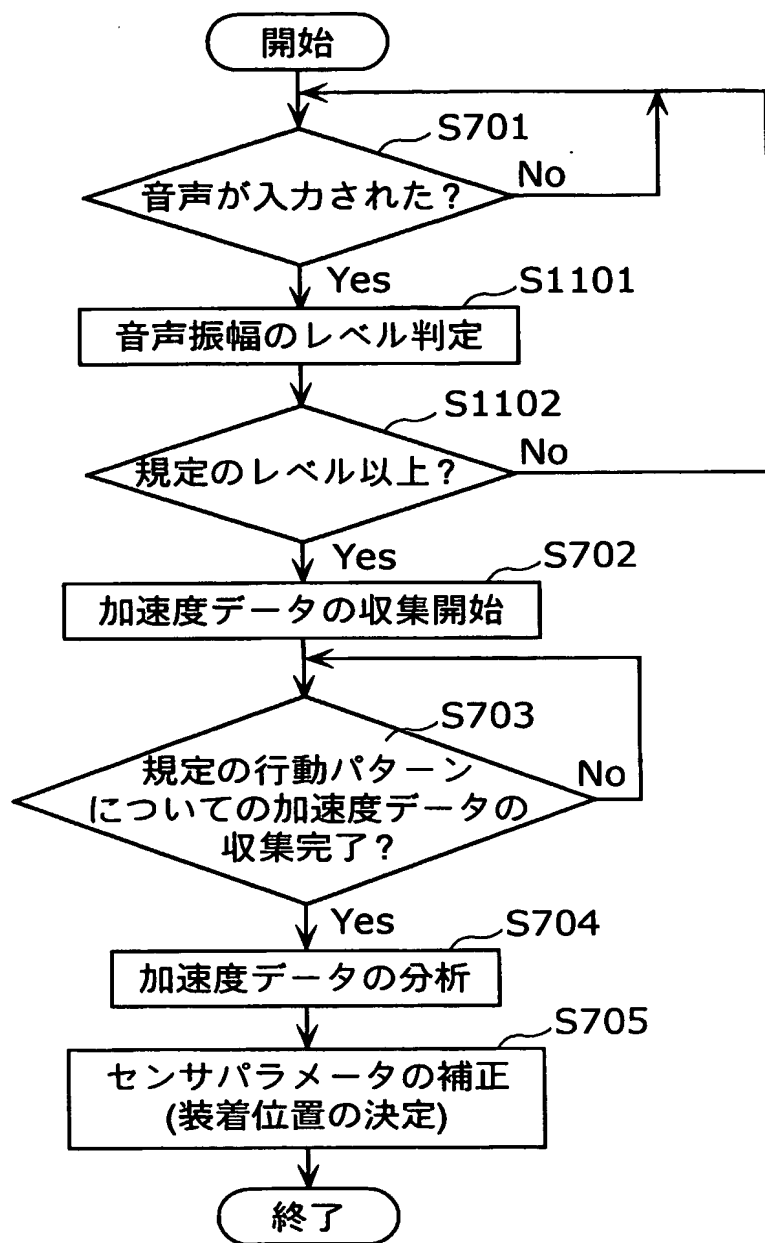 開始
S701
音声が入力された？
No
Yes
S1101
音声振幅のレベル判定
S1102
規定のレベル以上？
No
Yes
S702
加速度データの収集開始
S703
規定の行動パターン
についての加速度データの
収集完了？
No
Yes
S704
加速度データの分析
S705
センサパラメータの補正
(装着位置の決定)
終了